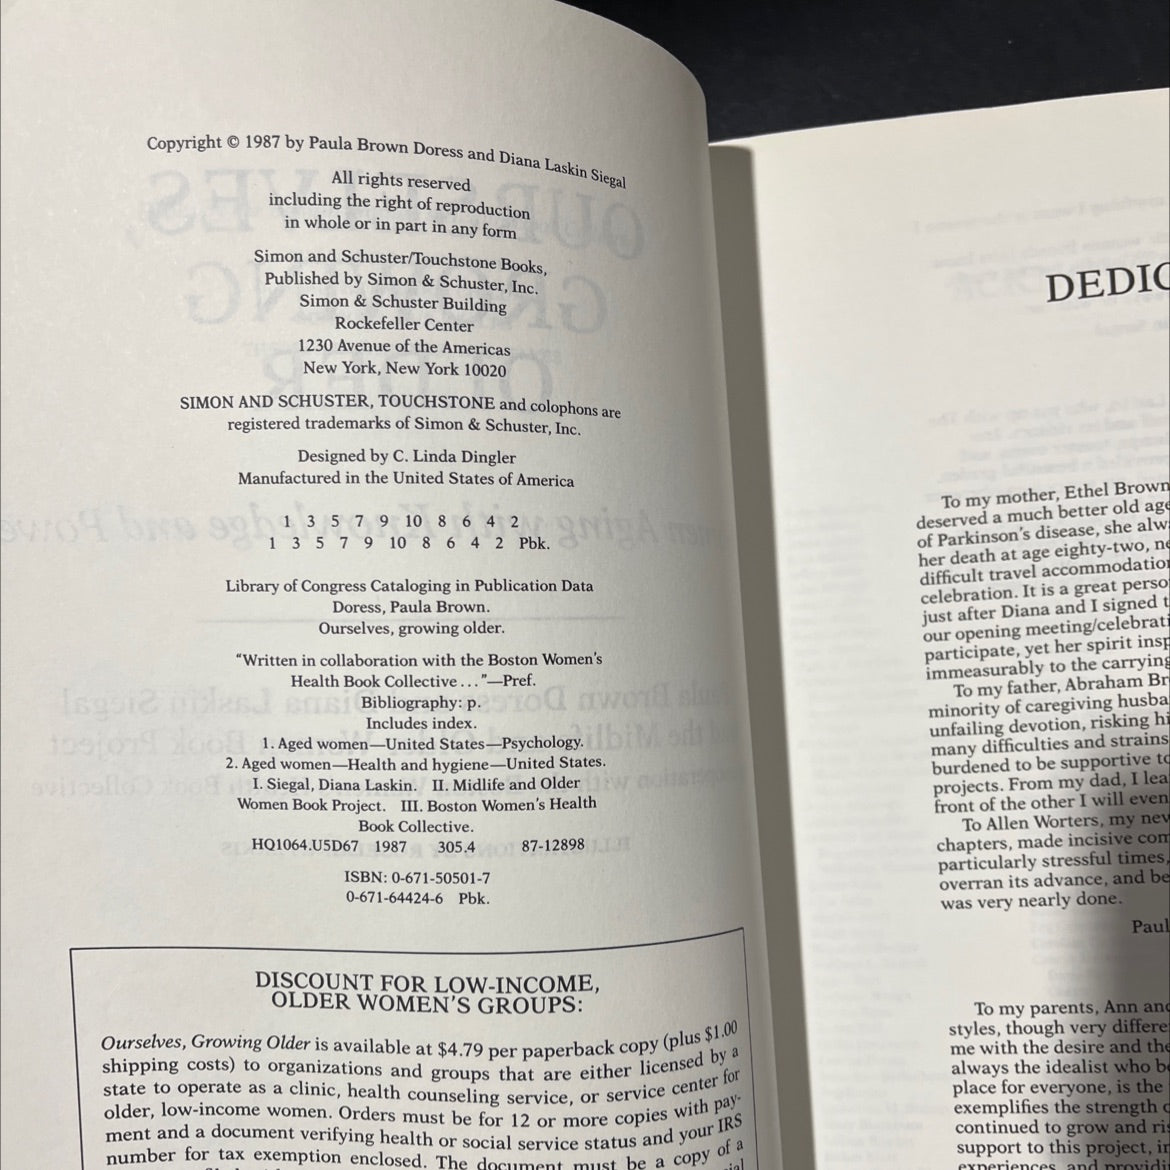 Copyright © 1987 by Paula Brown Doress and Diana Laskin Siegal
All rights reserved
including the right of reproduction
in whole or in part in any form
Simon and Schuster/Touchstone Books,
Published by Simon & Schuster, Inc.
Simon & Schuster Building
Rockefeller Center
1230 Avenue of the Americas
New York, New York 10020
SIMON AND SCHUSTER, TOUCHSTONE and colophons are
registered trademarks of Simon & Schuster, Inc.
Designed by C. Linda Dingler
Manufactured in the United States of America
1 3 5 7 9 10 8 6 4 2
1 3 5 7 9 10 8 6 4 2 Pbk.
Library of Congress Cataloging in Publication Data
Doress, Paula Brown.
Ourselves, growing older.
"Written in collaboration with the Boston Women's
Health Book Collective . . ."—Pref.
Bibliography: p.
Includes index.
1. Aged women—United States—Psychology.
2. Aged women—Health and hygiene—United States.
I. Siegal, Diana Laskin. II. Midlife and Older
Women Book Project. III. Boston Women's Health
Book Collective.
HQ1064.U5D67 1987 305.4 87-12898
ISBN: 0-671-50501-7
0-671-64424-6 Pbk.
DISCOUNT FOR LOW-INCOME,
OLDER WOMEN'S GROUPS:
Ourselves, Growing Older is available at $4.79 per paperback copy (plus $1.00
shipping costs) to organizations and groups that are either licensed by a
state to operate as a clinic, health counseling service, or service center for
older, low-income women. Orders must be for 12 or more copies with pay-
ment and a document verifying health or social service status and your IRS
number for tax exemption enclosed. The document must be a copy of a
DEDIC
To my mother, Ethel Brown
deserved a much better old age
of Parkinson's disease, she alw
her death at age eighty-two, ne
difficult travel accommodation
celebration. It is a great perso
just after Diana and I signed t
our opening meeting/celebrati
participate, yet her spirit insp
immeasurably to the carrying
To my father, Abraham Br
minority of caregiving husba
unfailing devotion, risking hi
many difficulties and strains
burdened to be supportive to
projects. From my dad, I lea
front of the other I will even
To Allen Worters, my new
chapters, made incisive com
particularly stressful times,
overran its advance, and be
was very nearly done.
Paul
To my parents, Ann and
styles, though very differe
me with the desire and the
always the idealist who be
place for everyone, is the
exemplifies the strength o
continued to grow and ris
support to this project, in
experiences, and providi